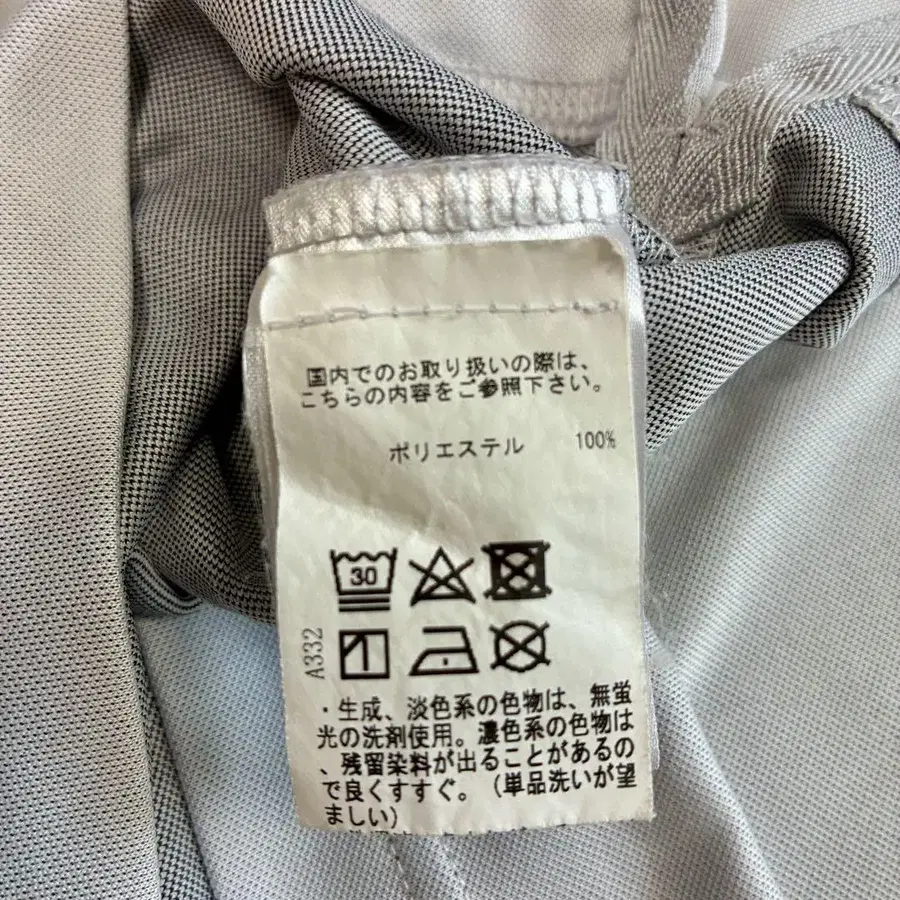 国内でのお取り扱いの際は、
こちらの内容をご参照下さい。
ポリエステル 100%
30
A332
・生成、淡色系の色物は、無蛍
光の洗剤使用。濃色系の色物は
、残留染料が出ることがあるの
で良くすすぐ。（単品洗いが望
ましい）